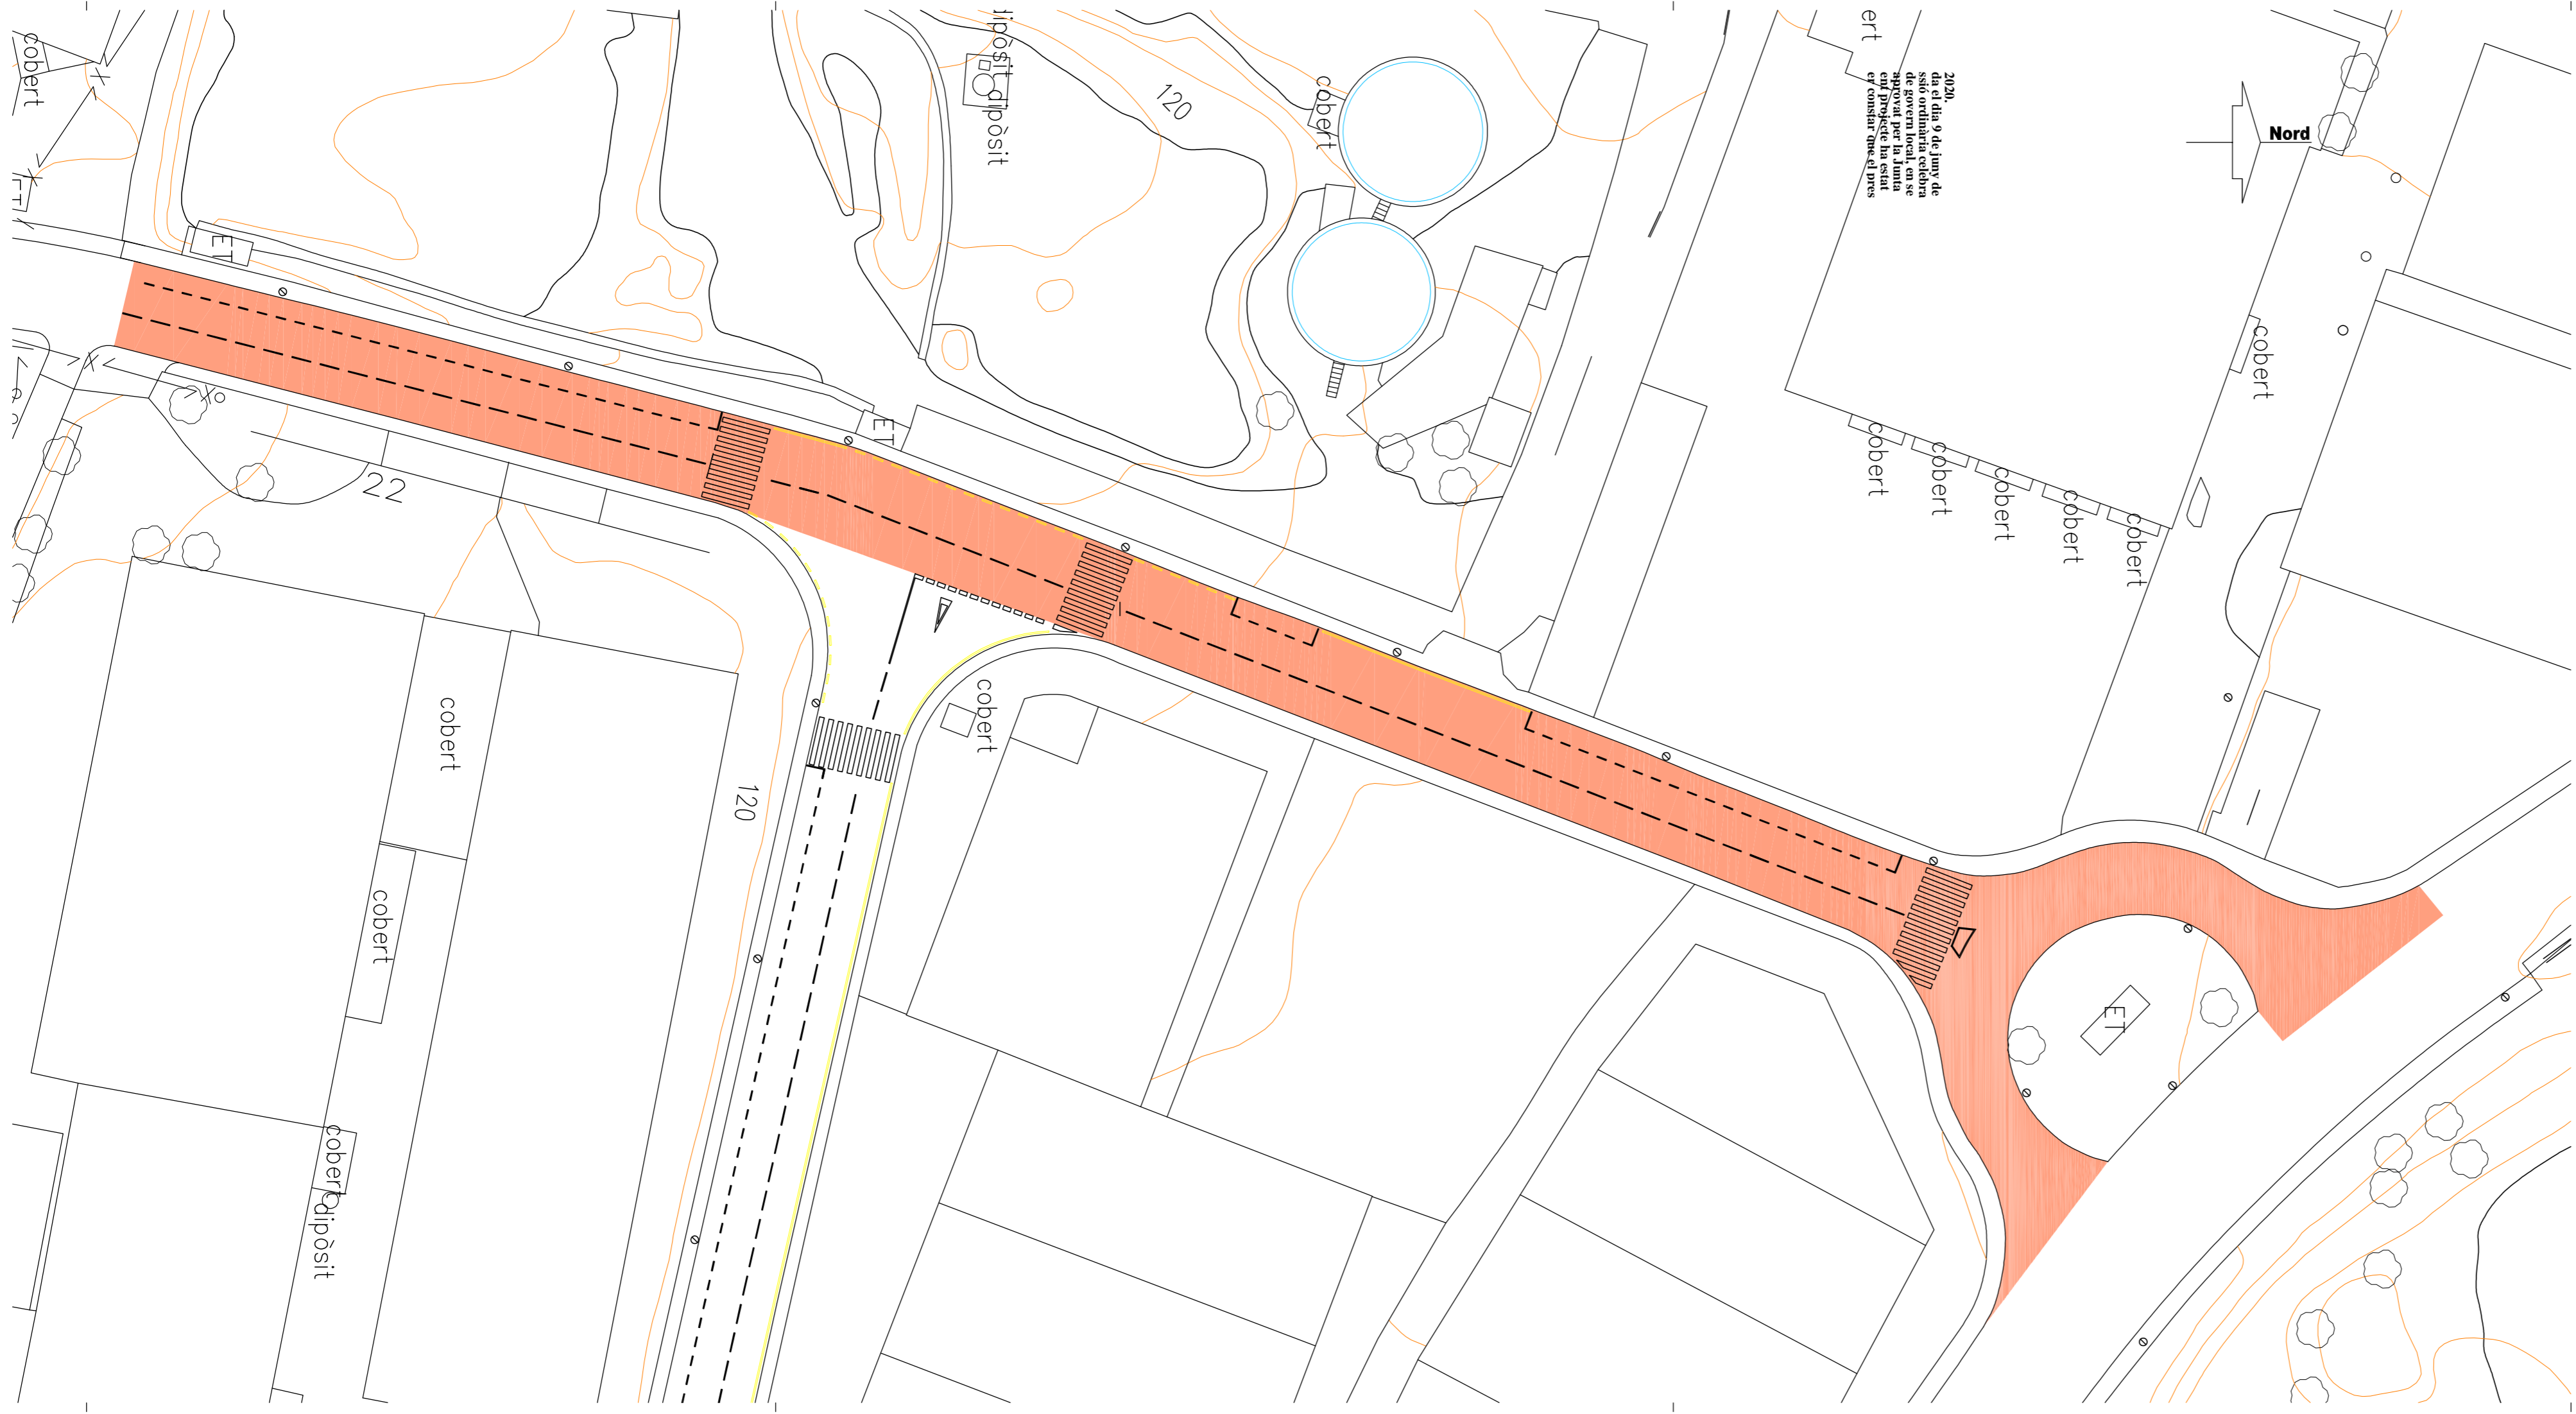 cobert
ET
dipòsit
dipòsit
120
cobert
ert
er constar que el pres
ent projecte ha estat
aprovat per la Junta
de govern local, en se
ssió ordinària celebra
da el dia 9 de juny de
2020.
Nord
cobert
ET
22
cobert
cobert
cobert
cobert
cobert
cobert
120
cobert
cobert
cobert
dipòsit
ET